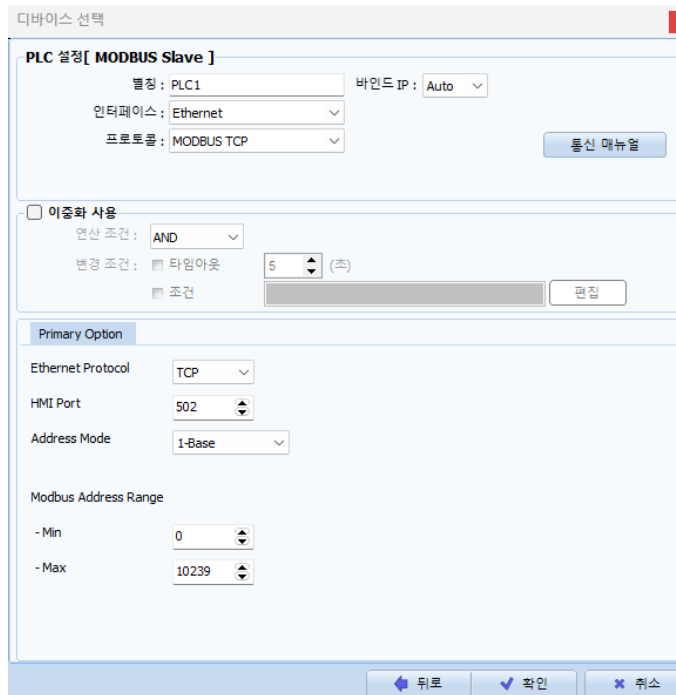 디바이스 선택
PLC 설정[ MODBUS Slave ]
별칭 : PLC1 바인드 IP : Auto
인터페이스 : Ethernet
프로토콜 : MODBUS TCP 통신 매뉴얼
이중화 사용
연산 조건 : AND
변경 조건 : 타임아웃 5 (초)
조건 편집
Primary Option
Ethernet Protocol TCP
HMI Port 502
Address Mode 1-Base
Modbus Address Range
- Min 0
- Max 10239
뒤로 확인 취소